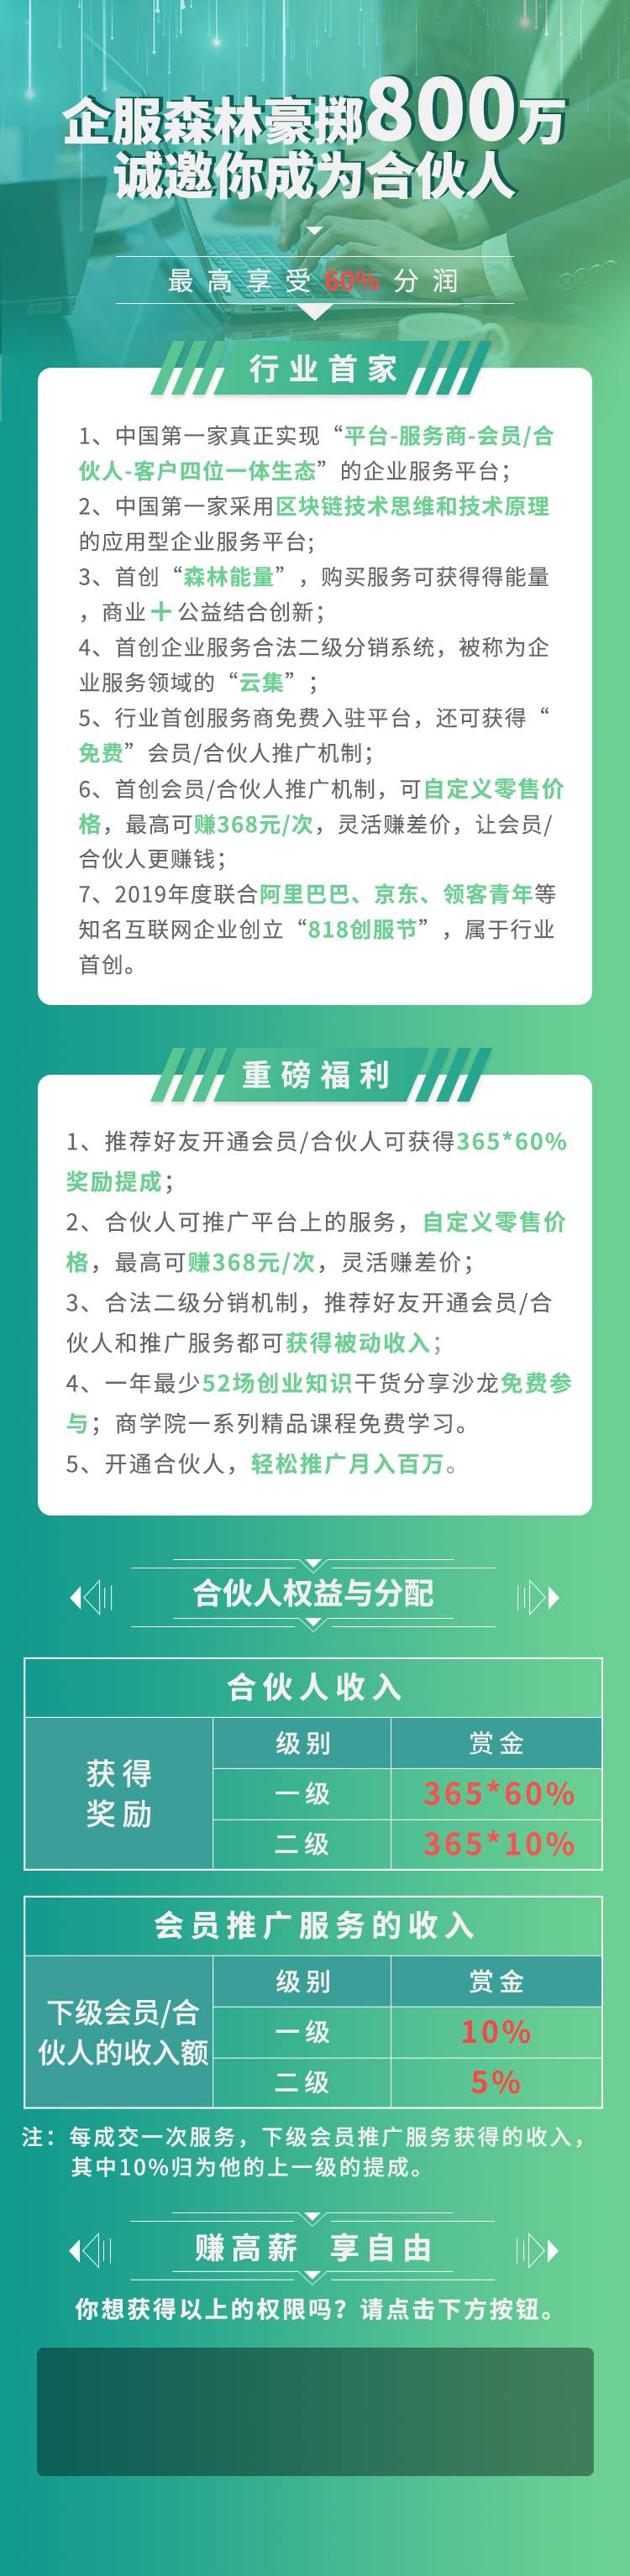 企服森林豪掷800万
诚邀你成为合伙人
最高享受60%分润
行业首家
1、中国第一家真正实现“平台-服务商-会员/合
伙人-客户四位一体生态”的企业服务平台；
2、中国第一家采用区块链技术思维和技术原理
的应用型企业服务平台;
3、首创“森林能量”，购买服务可获得得能量
，商业＋公益结合创新；
4、首创企业服务合法二级分销系统，被称为企
业服务领域的“云集”；
5、行业首创服务商免费入驻平台，还可获得“
免费”会员/合伙人推广机制；
6、首创会员/合伙人推广机制，可自定义零售价
格，最高可赚368元/次，灵活赚差价，让会员/
合伙人更赚钱；
7、2019年度联合阿里巴巴、京东、领客青年等
知名互联网企业创立“818创服节”，属于行业
首创。
重磅福利
1、推荐好友开通会员/合伙人可获得365*60%
奖励提成；
2、合伙人可推广平台上的服务，自定义零售价
格，最高可赚368元/次，灵活赚差价；
3、合法二级分销机制，推荐好友开通会员/合
伙人和推广服务都可获得被动收入；
4、一年最少52场创业知识干货分享沙龙免费参
与；商学院一系列精品课程免费学习。
5、开通合伙人，轻松推广月入百万。
合伙人权益与分配
合伙人收入
级别 赏金
获得
奖励
一级 365*60%
二级 365*10%
会员推广服务的收入
级别 赏金
下级会员/合
伙人的收入额
一级 10%
二级 5%
注：每成交一次服务，下级会员推广服务获得的收入，
其中10%归为他的上一级的提成。
赚高薪 享自由
你想获得以上的权限吗？请点击下方按钮。